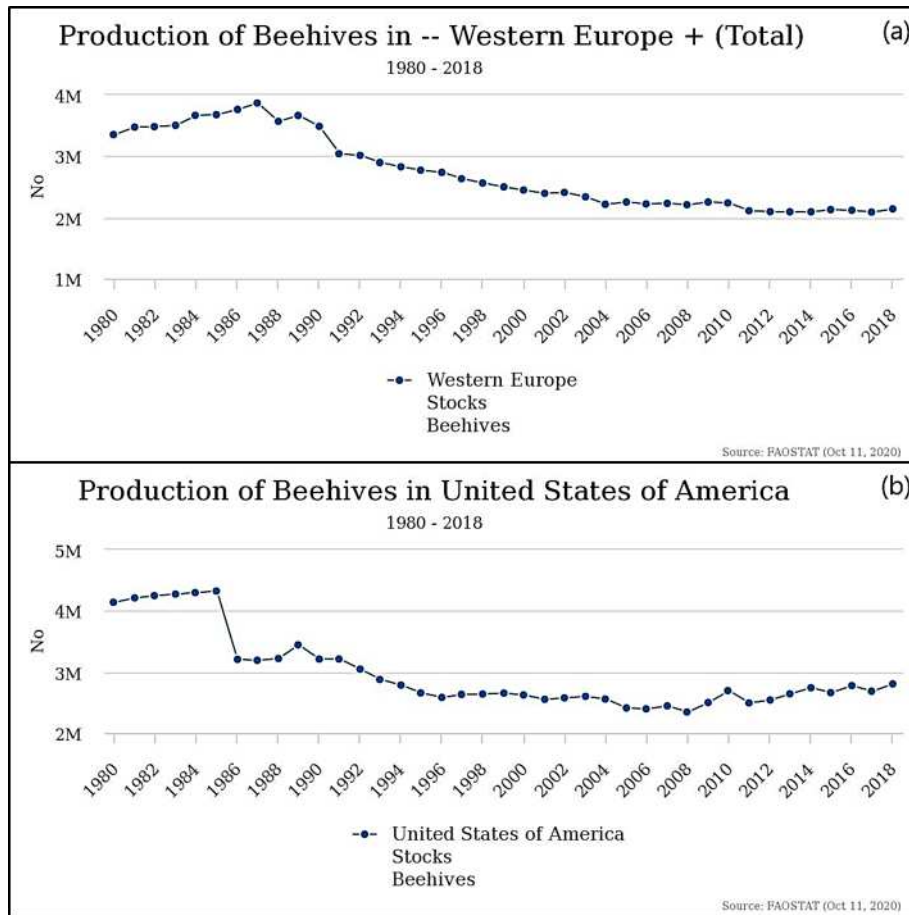 Production of Beehives in -- Western Europe + (Total)
(a)
1980 - 2018
4M
3M
2M
1M
No
1980
1982
1984
1986
1988
1990
1992
1994
1996
1998
2000
2002
2004
2006
2008
2010
2012
2014
2016
2018
Western Europe
Stocks
Beehives
Source: FAOSTAT (Oct 11, 2020)
Production of Beehives in United States of America
(b)
1980 - 2018
5M
4M
3M
2M
No
1980
1982
1984
1986
1988
1990
1992
1994
1996
1998
2000
2002
2004
2006
2008
2010
2012
2014
2016
2018
United States of America
Stocks
Beehives
Source: FAOSTAT (Oct 11, 2020)